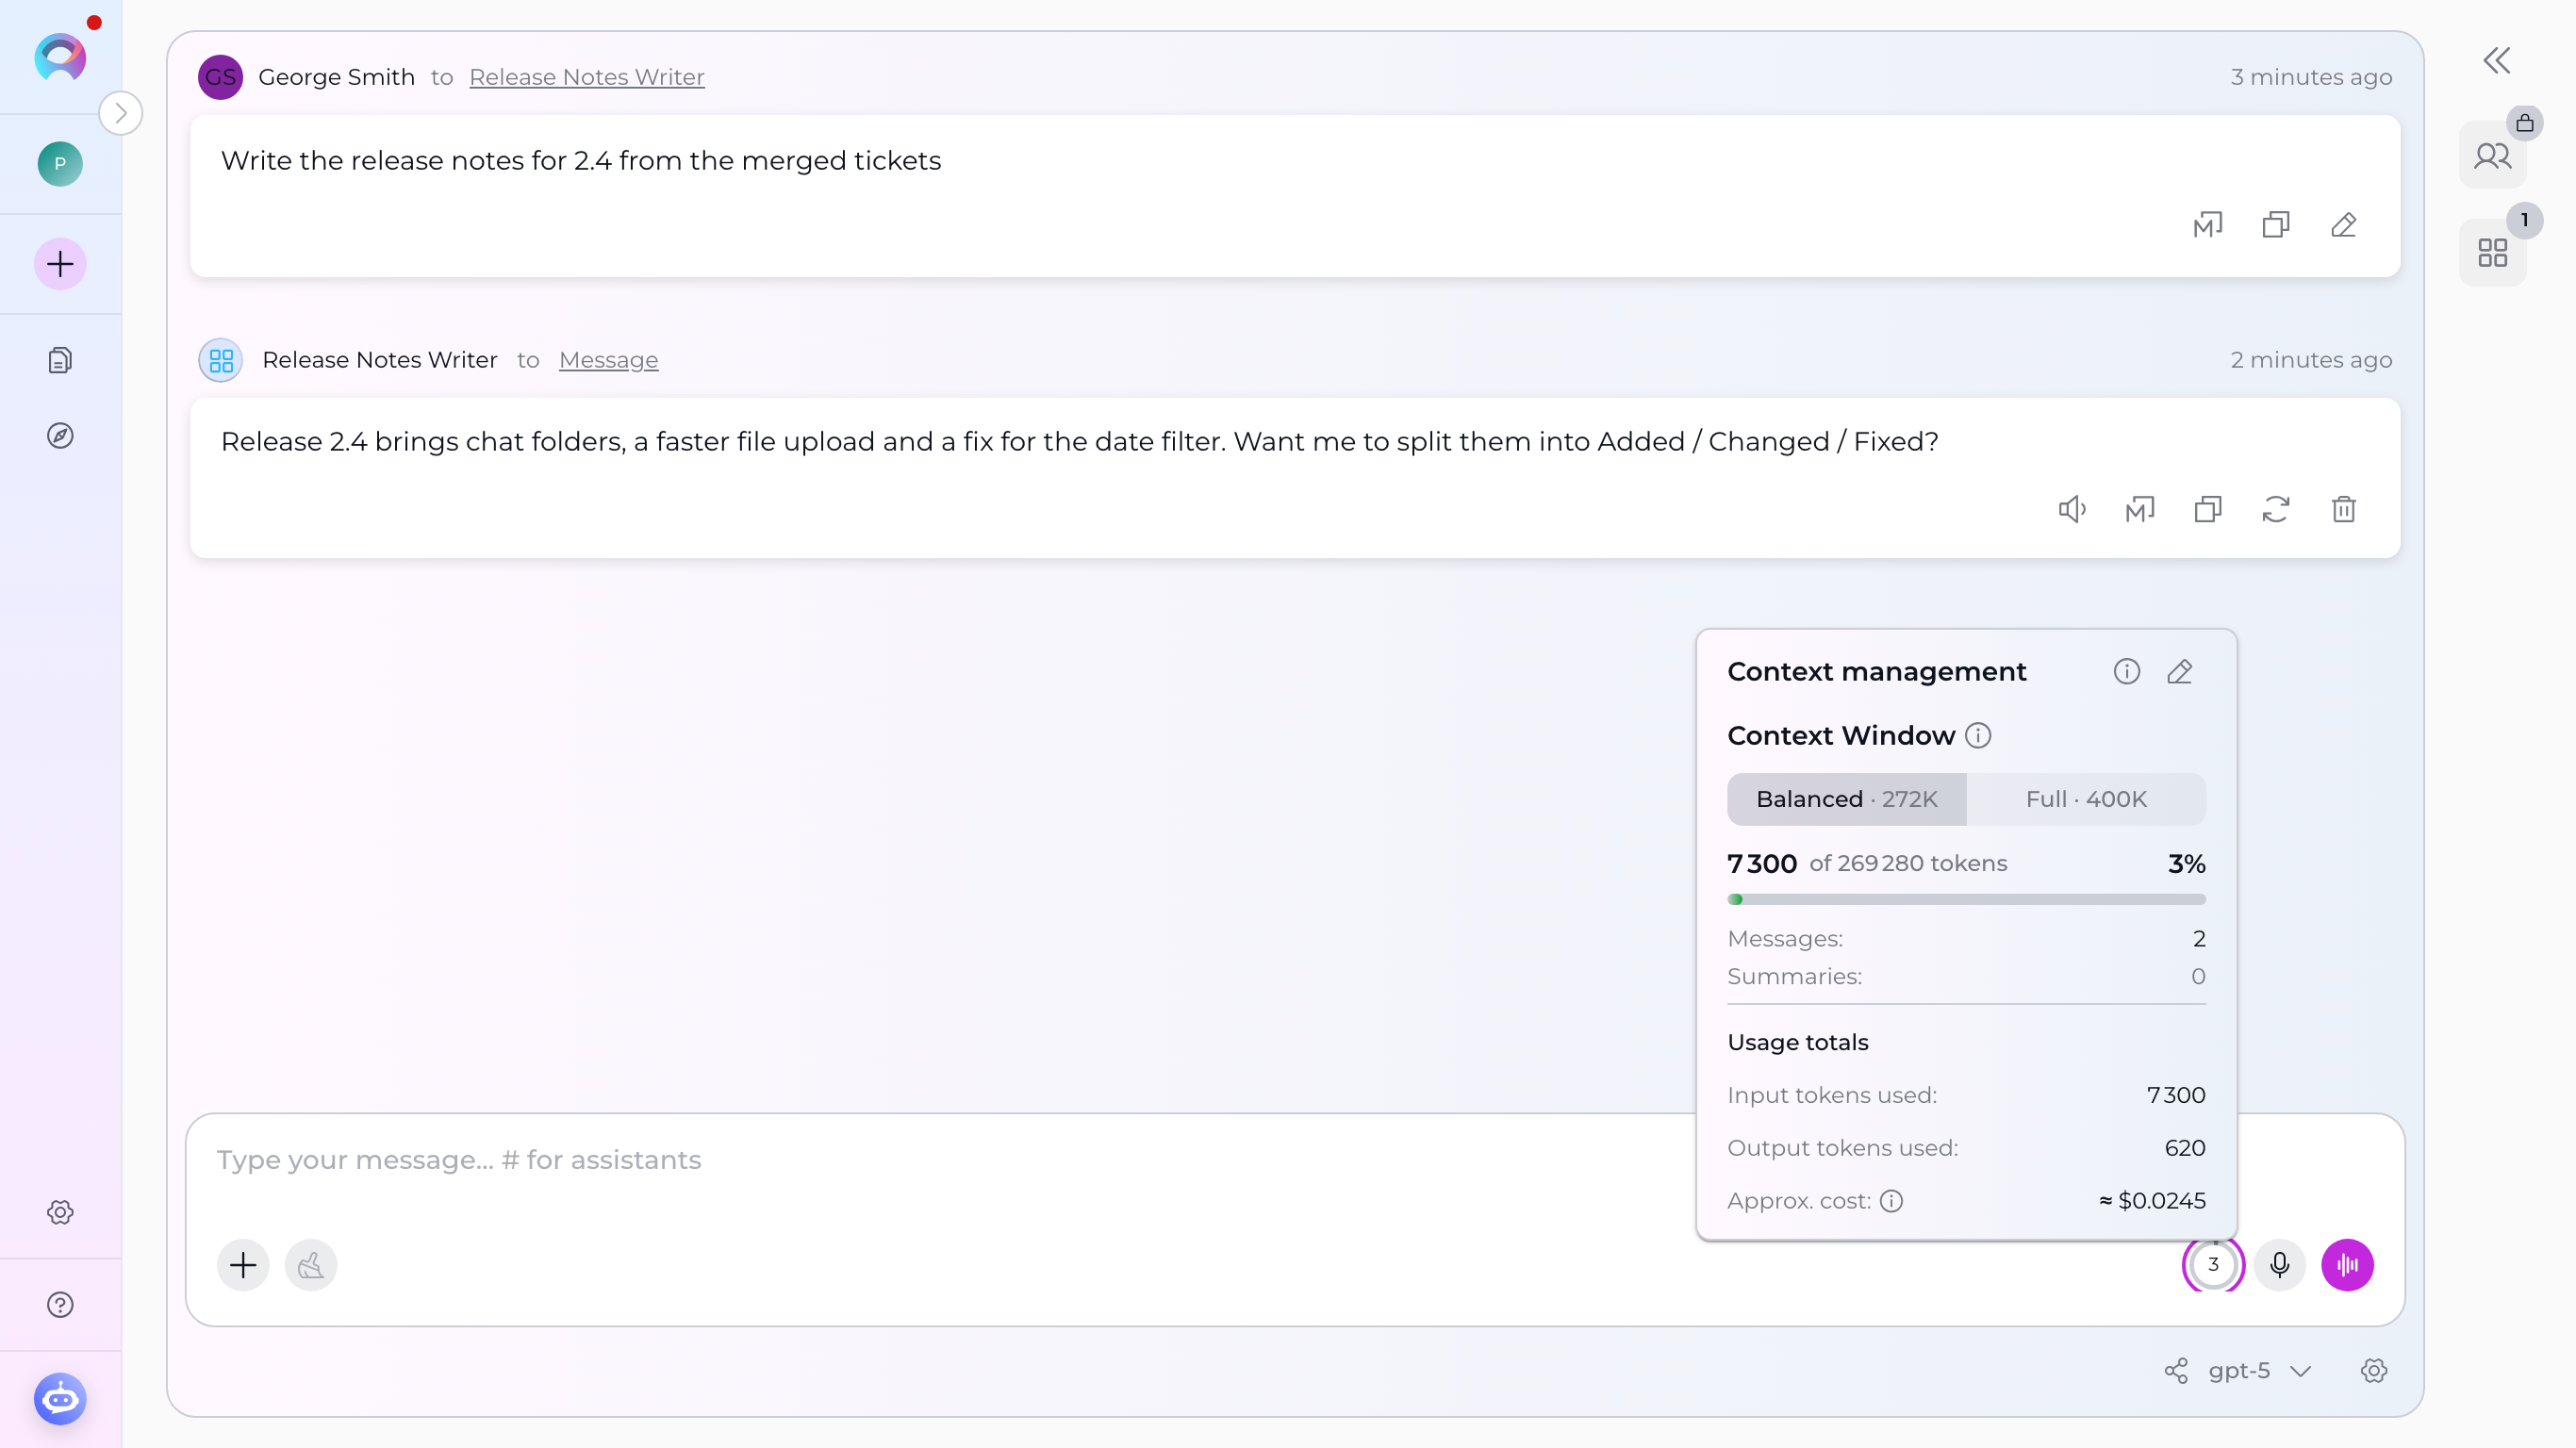 GS George Smith to Release Notes Writer 3 minutes ago
P
Write the release notes for 2.4 from the merged tickets
1
Release Notes Writer to Message 2 minutes ago
Release 2.4 brings chat folders, a faster file upload and a fix for the date filter. Want me to split them into Added / Changed / Fixed?
Context management
Context Window
Balanced · 272K Full · 400K
7 300 of 269 280 tokens 3%
Messages: 2
Summaries: 0
Usage totals
Input tokens used: 7 300
Output tokens used: 620
Approx. cost: ≈ $0.0245
Type your message... # for assistants
3
gpt-5